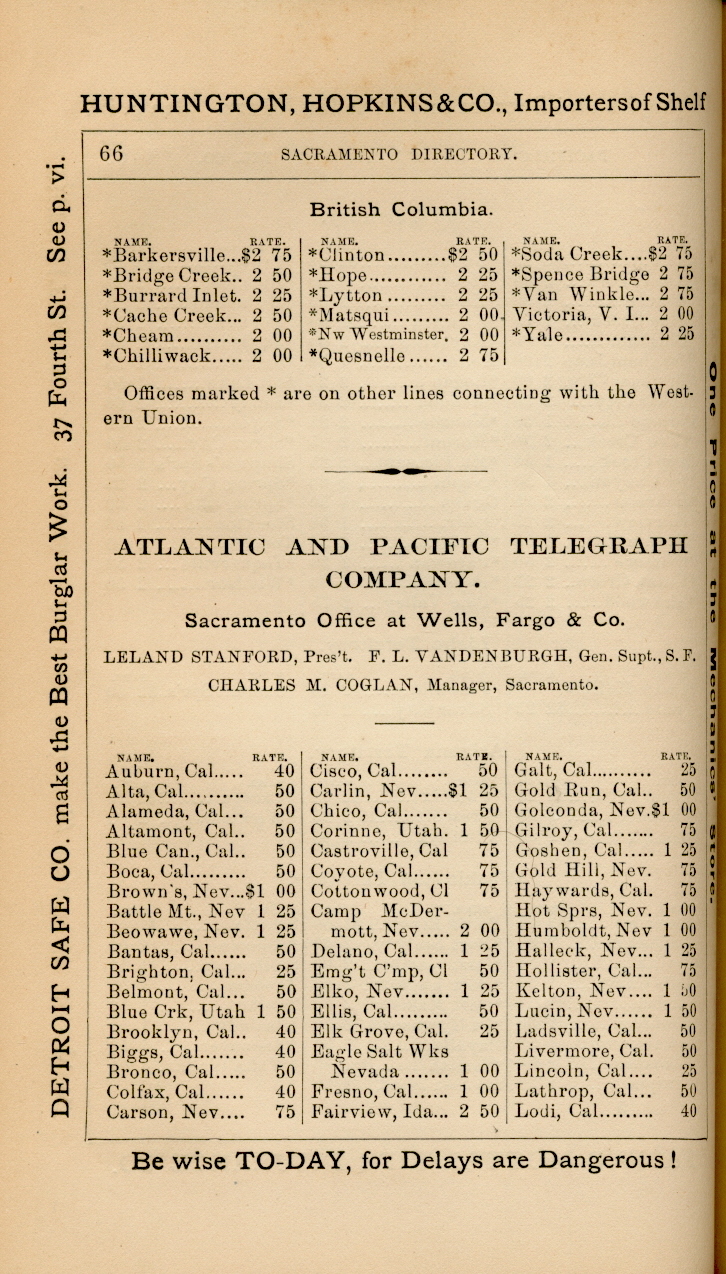 HUNTINGTON, HOPKINS & CO., Importers of Shelf
66 SACRAMENTO DIRECTORY.
British Columbia.
NAME. RATE.
*Barkersville...$2 75
*Bridge Creek.. 2 50
*Burrard Inlet. 2 25
*Cache Creek... 2 50
*Cheam.......... 2 00
*Chilliwack..... 2 00
NAME. RATE.
*Clinton.........$2 50
*Hope............ 2 25
*Lytton ......... 2 25
*Matsqui......... 2 00
*Nw Westminster. 2 00
*Quesnelle...... 2 75
NAME. RATE.
*Soda Creek....$2 75
*Spence Bridge 2 75
*Van Winkle... 2 75
Victoria, V. I... 2 00
*Yale............. 2 25
Offices marked * are on other lines connecting with the West-
ern Union.
ATLANTIC AND PACIFIC TELEGRAPH
COMPANY.
Sacramento Office at Wells, Fargo & Co.
LELAND STANFORD, Pres't. F. L. VANDENBURGH, Gen. Supt., S. F.
CHARLES M. COGLAN, Manager, Sacramento.
NAME. RATE.
Auburn, Cal..... 40
Alta, Cal.......... 50
Alameda, Cal... 50
Altamont, Cal.. 50
Blue Can., Cal.. 50
Boca, Cal......... 50
Brown's, Nev...$1 00
Battle Mt., Nev 1 25
Beowawe, Nev. 1 25
Bantas, Cal...... 50
Brighton, Cal... 25
Belmont, Cal... 50
Blue Crk, Utah 1 50
Brooklyn, Cal.. 40
Biggs, Cal....... 40
Bronco, Cal..... 50
Colfax, Cal...... 40
Carson, Nev.... 75
NAME. RATE.
Cisco, Cal........ 50
Carlin, Nev.....$1 25
Chico, Cal....... 50
Corinne, Utah. 1 50
Castroville, Cal 75
Coyote, Cal...... 75
Cottonwood, Cl 75
Camp McDer-
mott, Nev..... 2 00
Delano, Cal...... 1 25
Emg't C'mp, Cl 50
Elko, Nev....... 1 25
Ellis, Cal......... 50
Elk Grove, Cal. 25
Eagle Salt Wks
Nevada ....... 1 00
Fresno, Cal...... 1 00
Fairview, Ida... 2 50
NAME. RATE.
Galt, Cal.......... 25
Gold Run, Cal.. 50
Golconda, Nev.$1 00
Gilroy, Cal....... 75
Goshen, Cal..... 1 25
Gold Hill, Nev. 75
Haywards, Cal. 75
Hot Sprs, Nev. 1 00
Humboldt, Nev 1 00
Halleck, Nev... 1 25
Hollister, Cal... 75
Kelton, Nev.... 1 50
Lucin, Nev...... 1 50
Ladsville, Cal... 50
Livermore, Cal. 50
Lincoln, Cal.... 25
Lathrop, Cal... 50
Lodi, Cal......... 40
Be wise TO-DAY, for Delays are Dangerous!
DETROIT SAFE CO. make the Best Burglar Work. 37 Fourth St. See p. vi.
One Price at the Mechanics' Store.